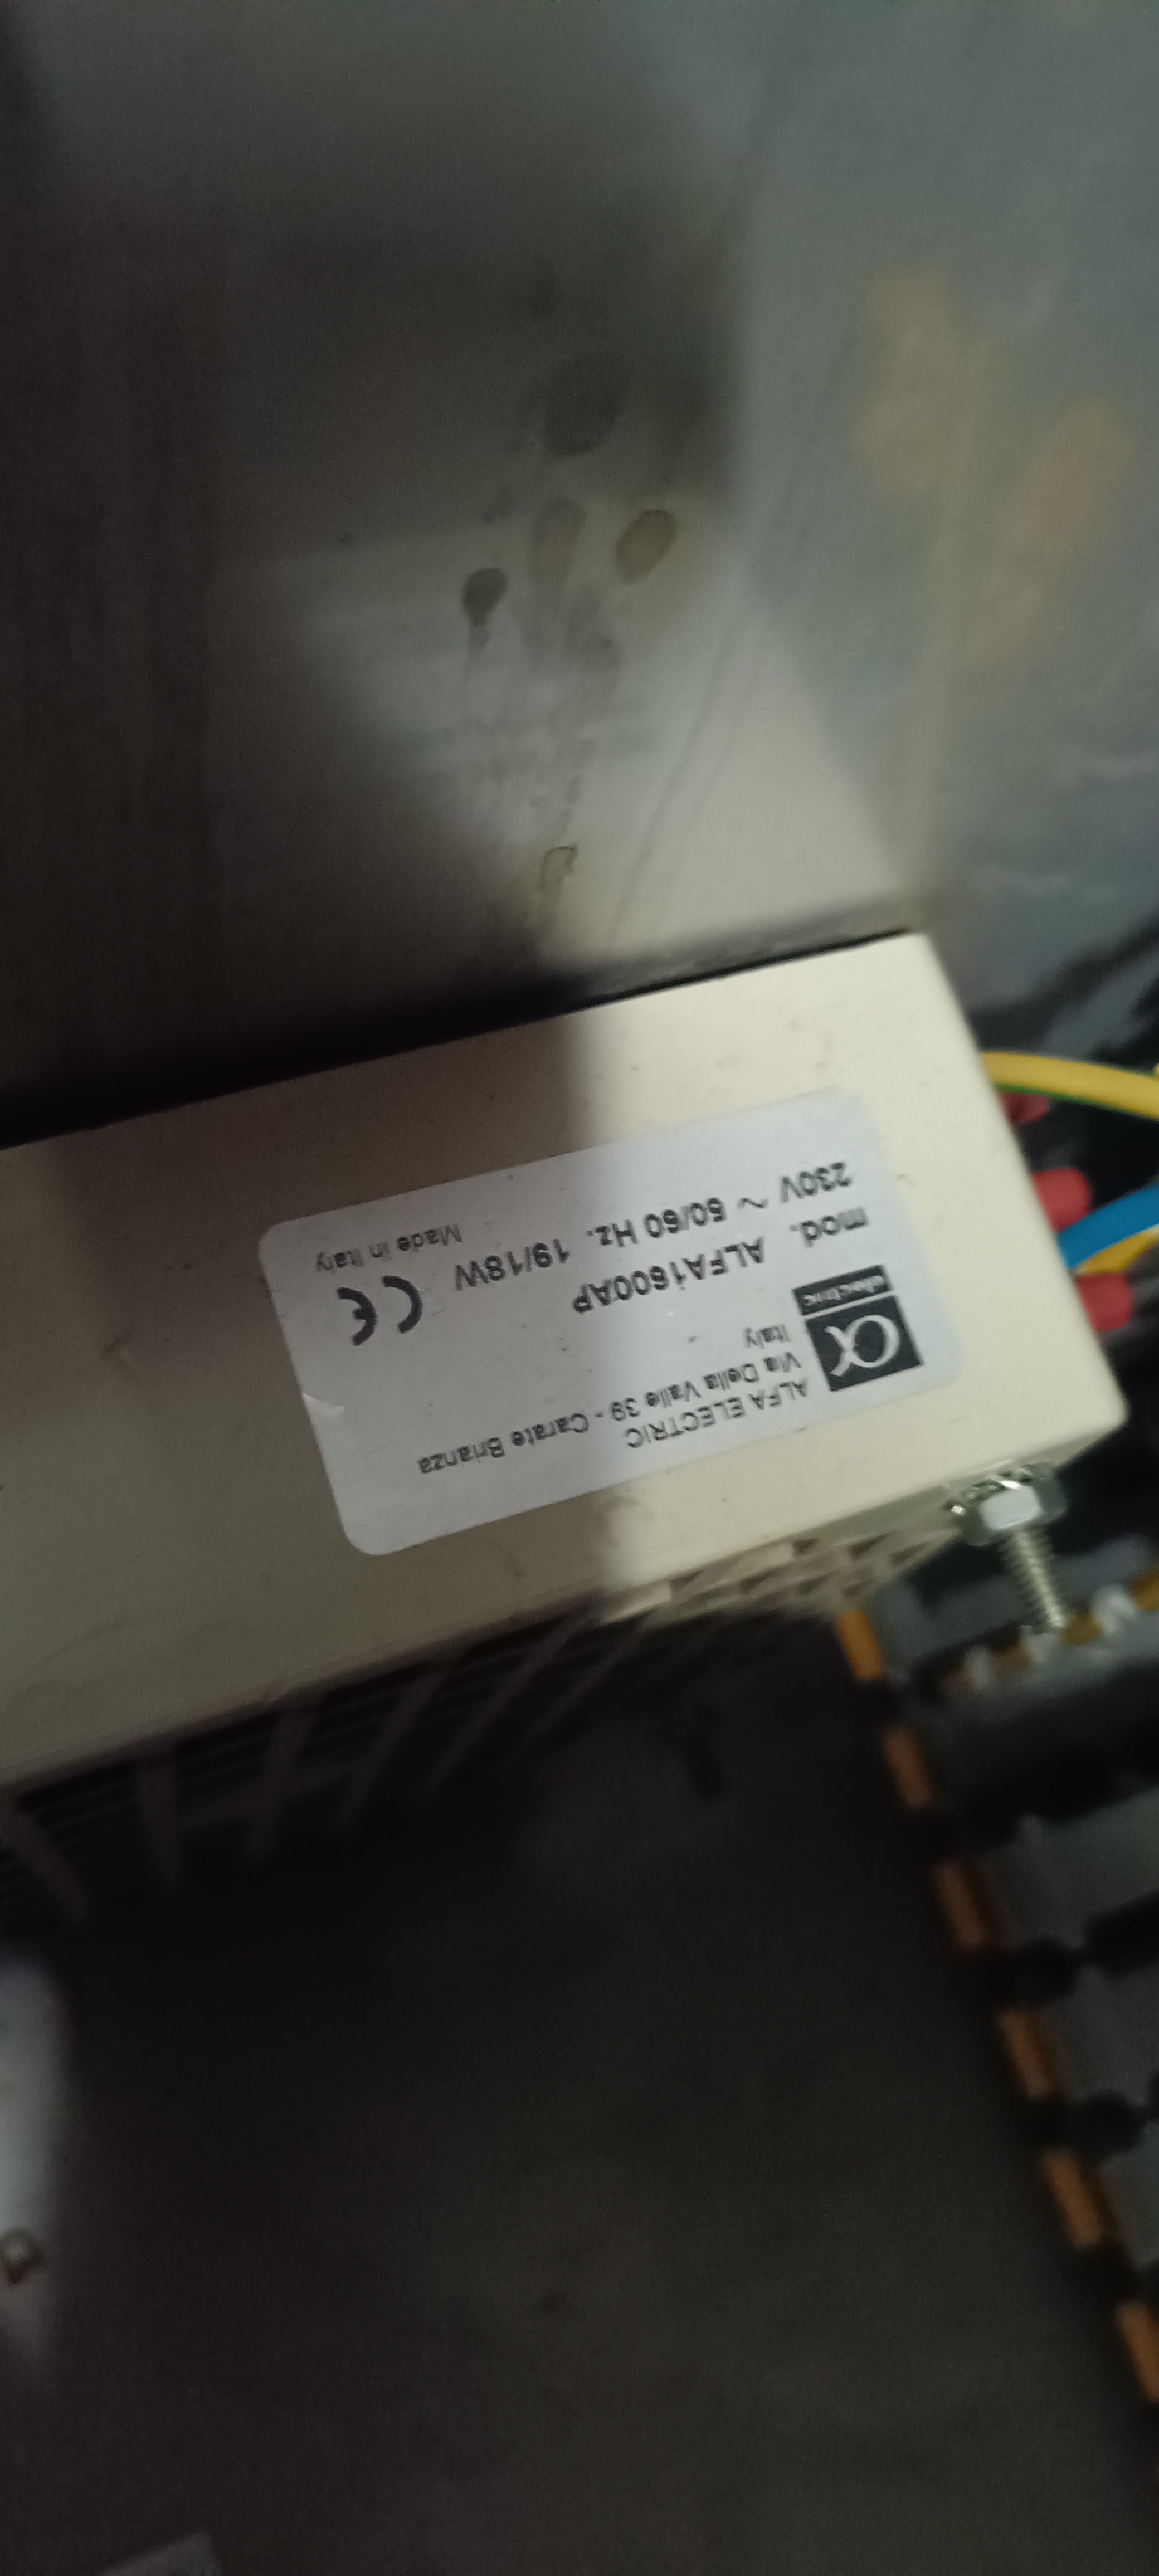 α
electric
ALFA ELECTRIC
Via Della Valle 39 - Carate Brianza
Italy
mod. ALFA1600AP
230V ~ 50/60 Hz. 19/18W
CE
Made in Italy